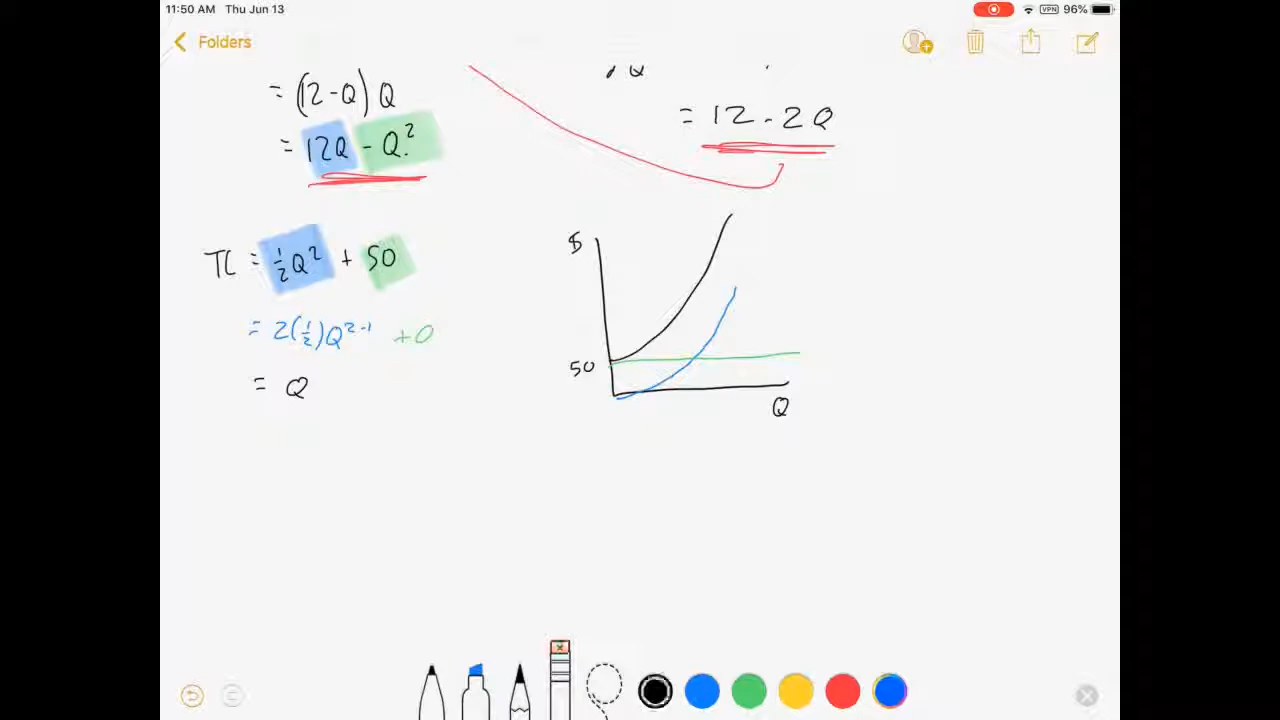 11:50 AM Thu Jun 13
VPN 96%
Folders
= (12 - Q) Q
= 12Q - Q²
Q
= 12 - 2Q
TC = ½Q² + 50
= 2(½)Q²⁻¹ + 0
= Q
$
50
Q